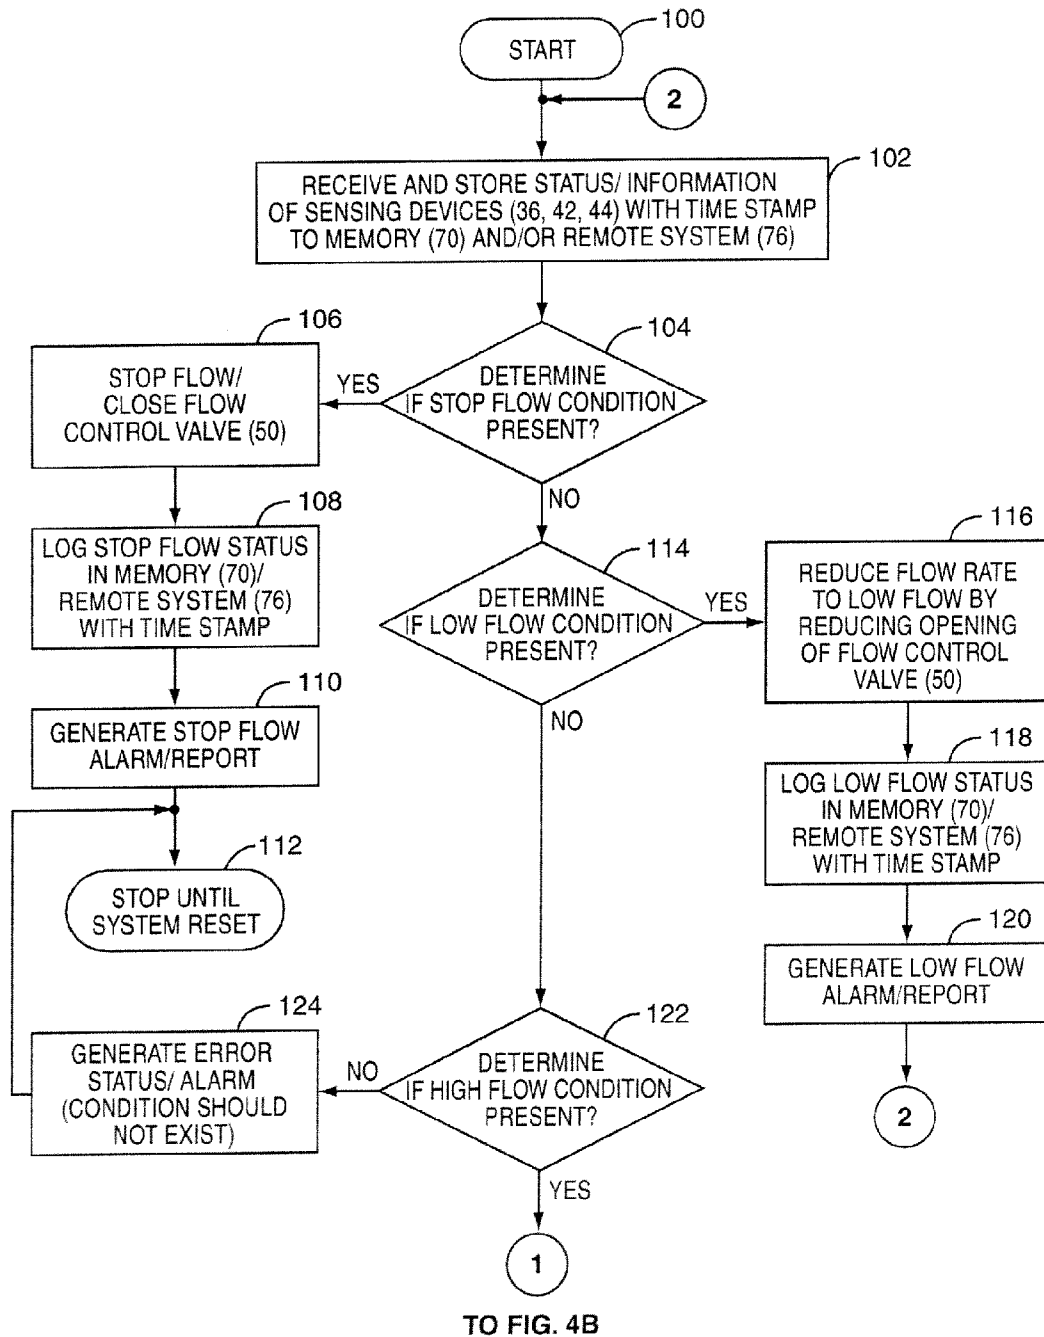 100
START
2
102
RECEIVE AND STORE STATUS/ INFORMATION
OF SENSING DEVICES (36, 42, 44) WITH TIME STAMP
TO MEMORY (70) AND/OR REMOTE SYSTEM (76)
104
DETERMINE
IF STOP FLOW CONDITION
PRESENT?
YES
NO
106
STOP FLOW/
CLOSE FLOW
CONTROL VALVE (50)
108
LOG STOP FLOW STATUS
IN MEMORY (70)/
REMOTE SYSTEM (76)
WITH TIME STAMP
110
GENERATE STOP FLOW
ALARM/REPORT
112
STOP UNTIL
SYSTEM RESET
114
DETERMINE
IF LOW FLOW CONDITION
PRESENT?
YES
NO
116
REDUCE FLOW RATE
TO LOW FLOW BY
REDUCING OPENING
OF FLOW CONTROL
VALVE (50)
118
LOG LOW FLOW STATUS
IN MEMORY (70)/
REMOTE SYSTEM (76)
WITH TIME STAMP
120
GENERATE LOW FLOW
ALARM/REPORT
2
122
DETERMINE
IF HIGH FLOW CONDITION
PRESENT?
NO
YES
124
GENERATE ERROR
STATUS/ ALARM
(CONDITION SHOULD
NOT EXIST)
1
TO FIG. 4B